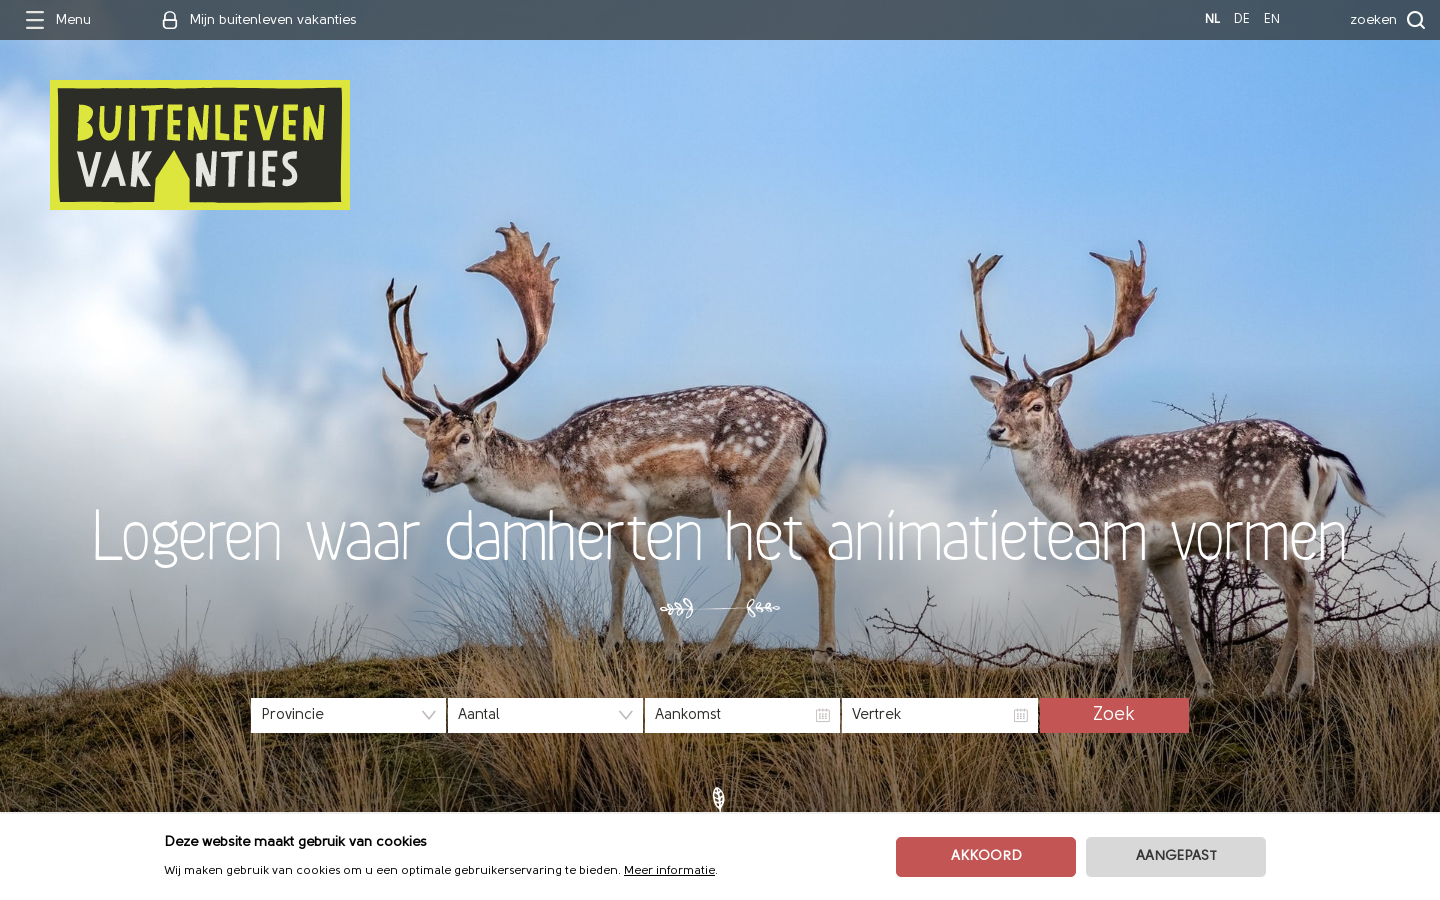 Menu
Mijn buitenleven vakanties
NL DE EN
zoeken
BUITENLEVEN
VAKANTIES
Logeren waar damherten het animatieteam vormen
Provincie
Aantal
Aankomst
Vertrek
Zoek
Deze website maakt gebruik van cookies
Wij maken gebruik van cookies om u een optimale gebruikerservaring te bieden. Meer informatie.
AKKOORD
AANGEPAST